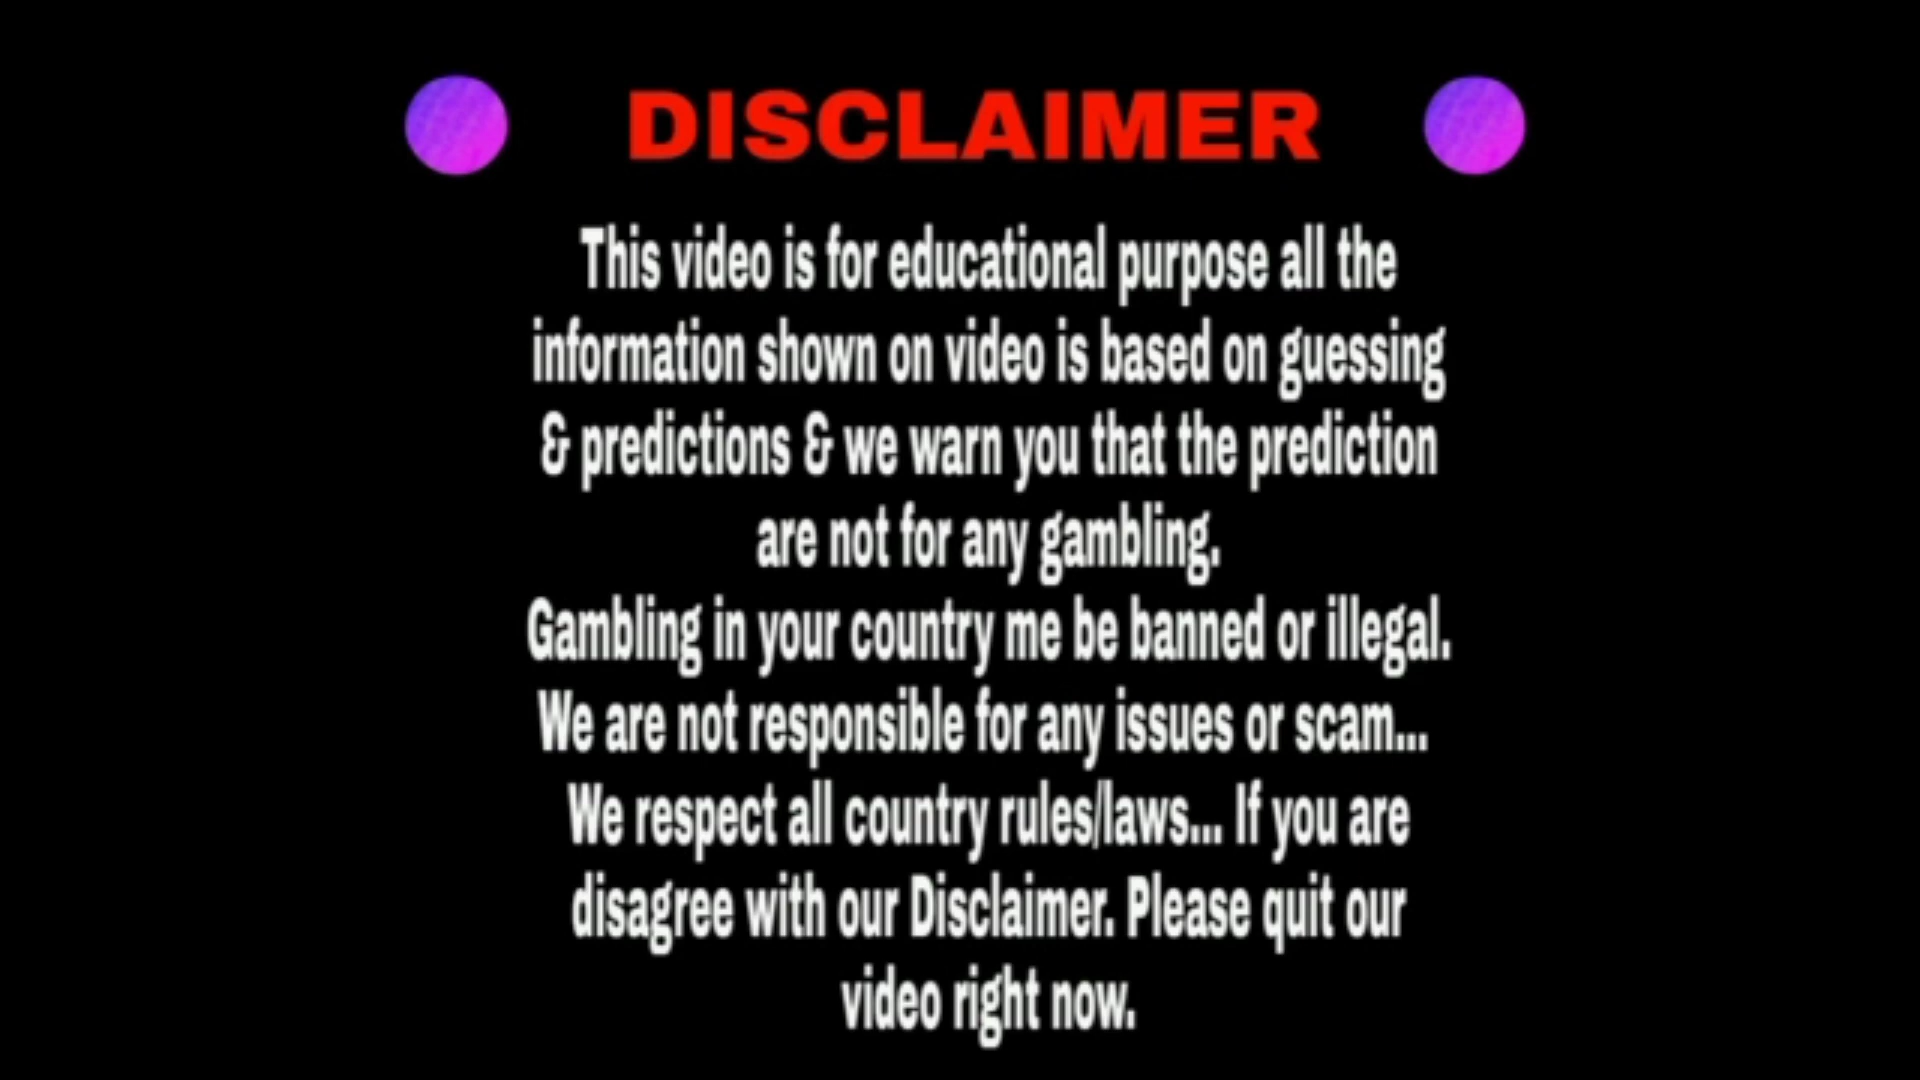 DISCLAIMER
This video is for educational purpose all the
information shown on video is based on guessing
& predictions & we warn you that the prediction
are not for any gambling.
Gambling in your country me be banned or illegal.
We are not responsible for any issues or scam...
We respect all country rules/laws... If you are
disagree with our Disclaimer. Please quit our
video right now.